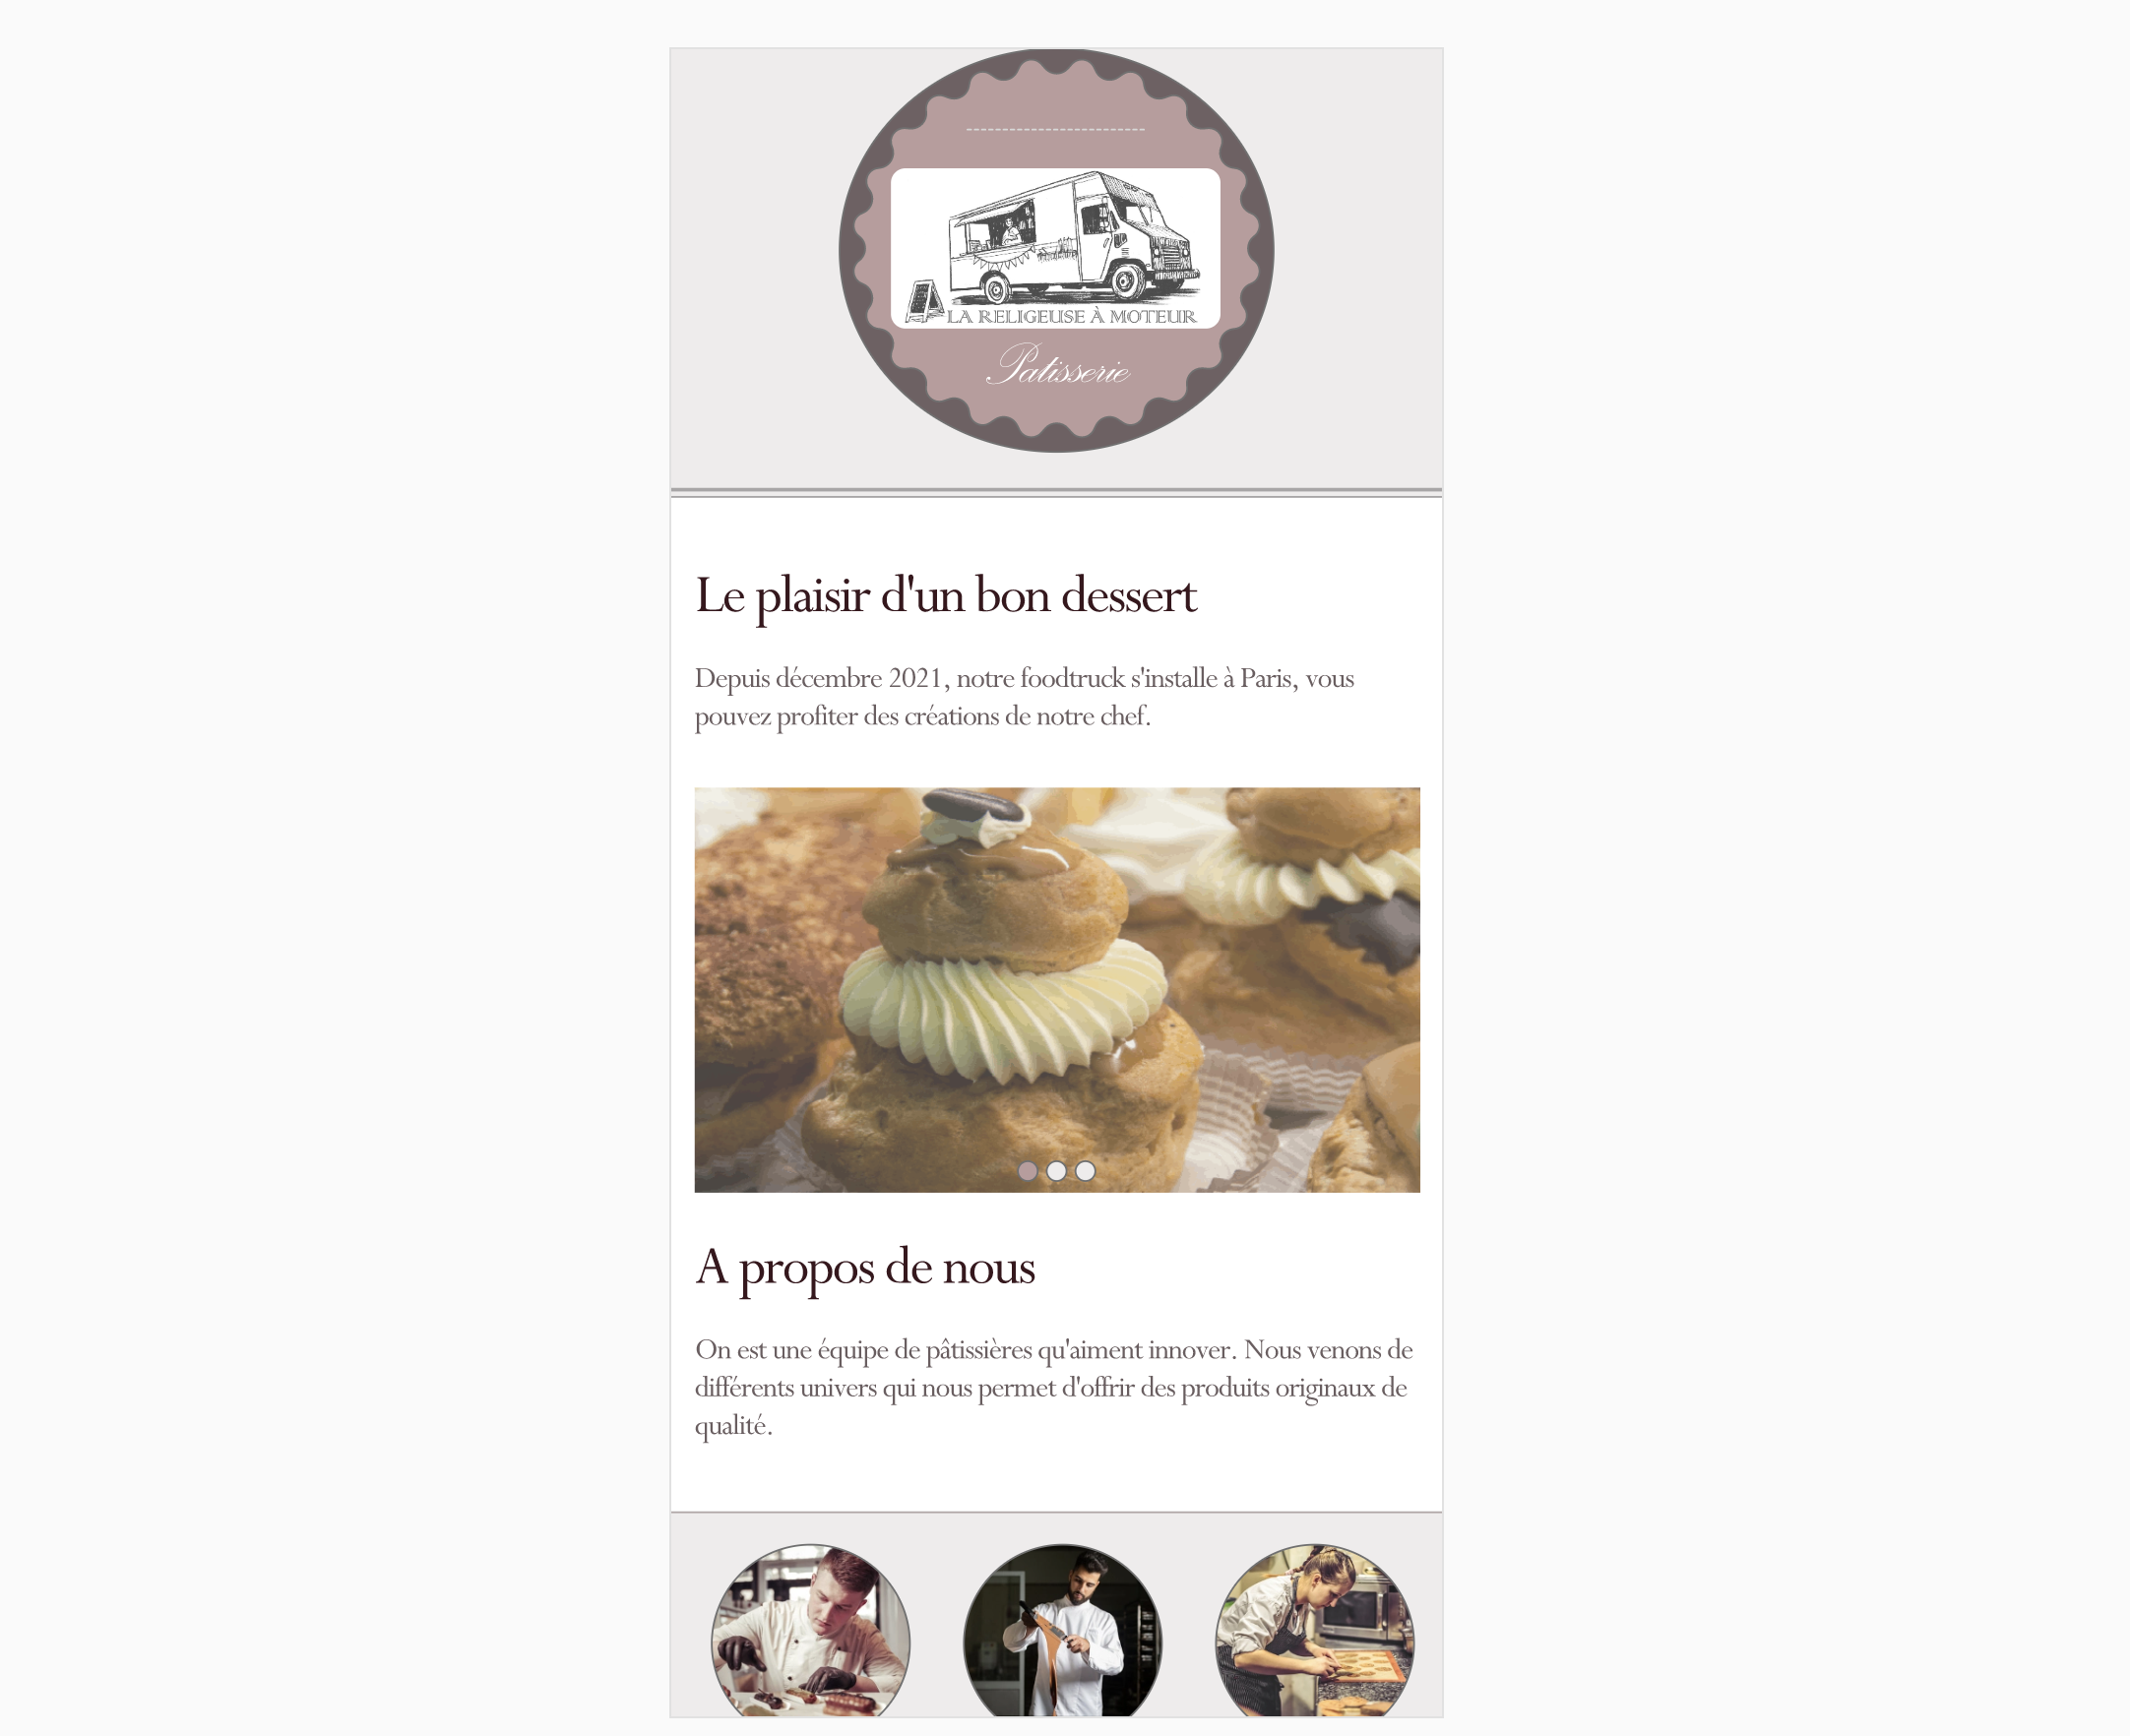 LA RELIGEUSE À MOTEUR
Patisserie
Le plaisir d'un bon dessert
Depuis décembre 2021, notre foodtruck s'installe à Paris, vous
pouvez profiter des créations de notre chef.
A propos de nous
On est une équipe de pâtissières qu'aiment innover. Nous venons de
différents univers qui nous permet d'offrir des produits originaux de
qualité.